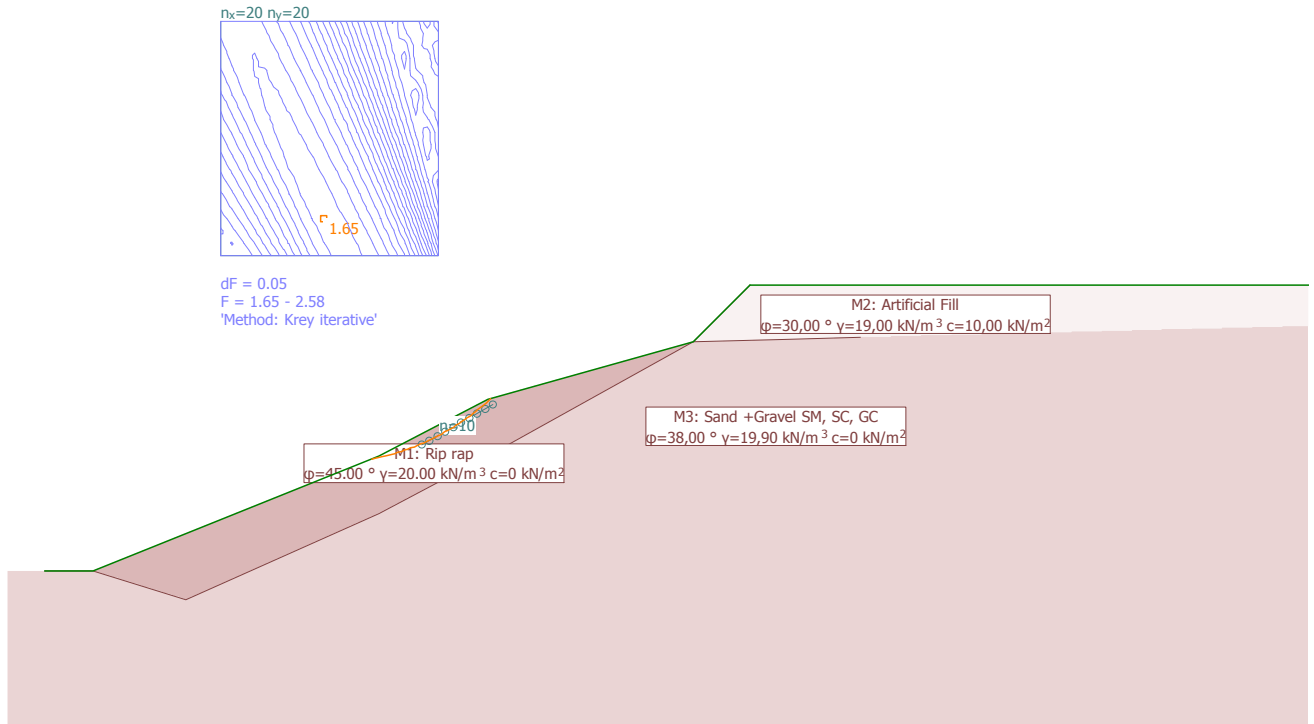 nx=20 ny=20
1.65
dF = 0.05
F = 1.65 - 2.58
'Method: Krey iterative'
M2: Artificial Fill
φ=30,00 ° γ=19,00 kN/m³ c=10,00 kN/m²
M3: Sand +Gravel SM, SC, GC
φ=38,00 ° γ=19,90 kN/m³ c=0 kN/m²
n=10
M1: Rip rap
φ=45.00 ° γ=20.00 kN/m³ c=0 kN/m²